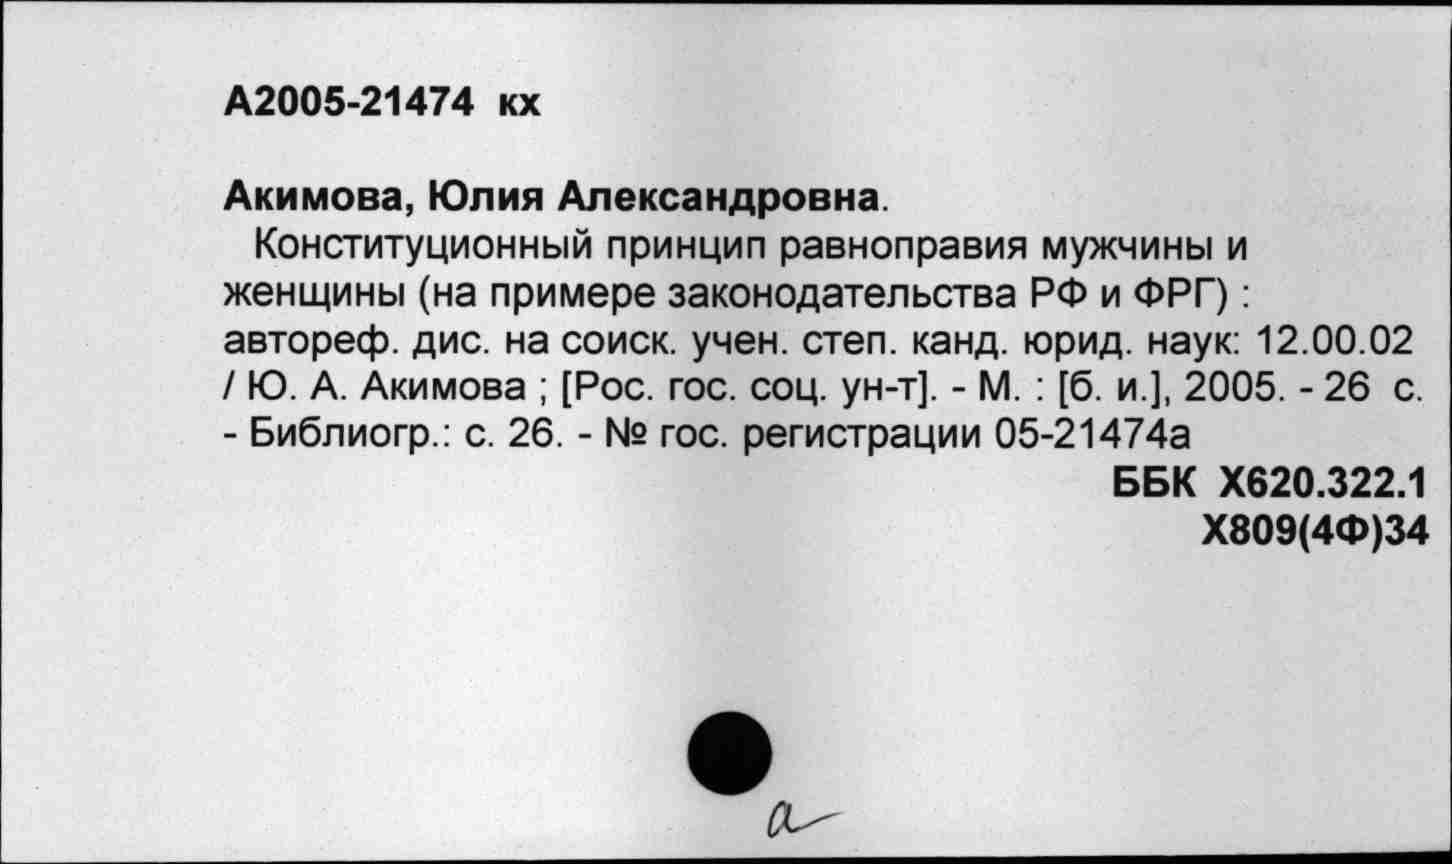 А2005-21474 кх
Акимова, Юлия Александровна.
Конституционный принцип равноправия мужчины и
женщины (на примере законодательства РФ и ФРГ) :
автореф. дис. на соиск. учен. степ. канд. юрид. наук: 12.00.02
/ Ю. А. Акимова ; [Рос. гос. соц. ун-т]. - М. : [б. и.], 2005. - 26 с.
- Библиогр.: с. 26. - № гос. регистрации 05-21474а
ББК Х620.322.1
Х809(4Ф)34
а